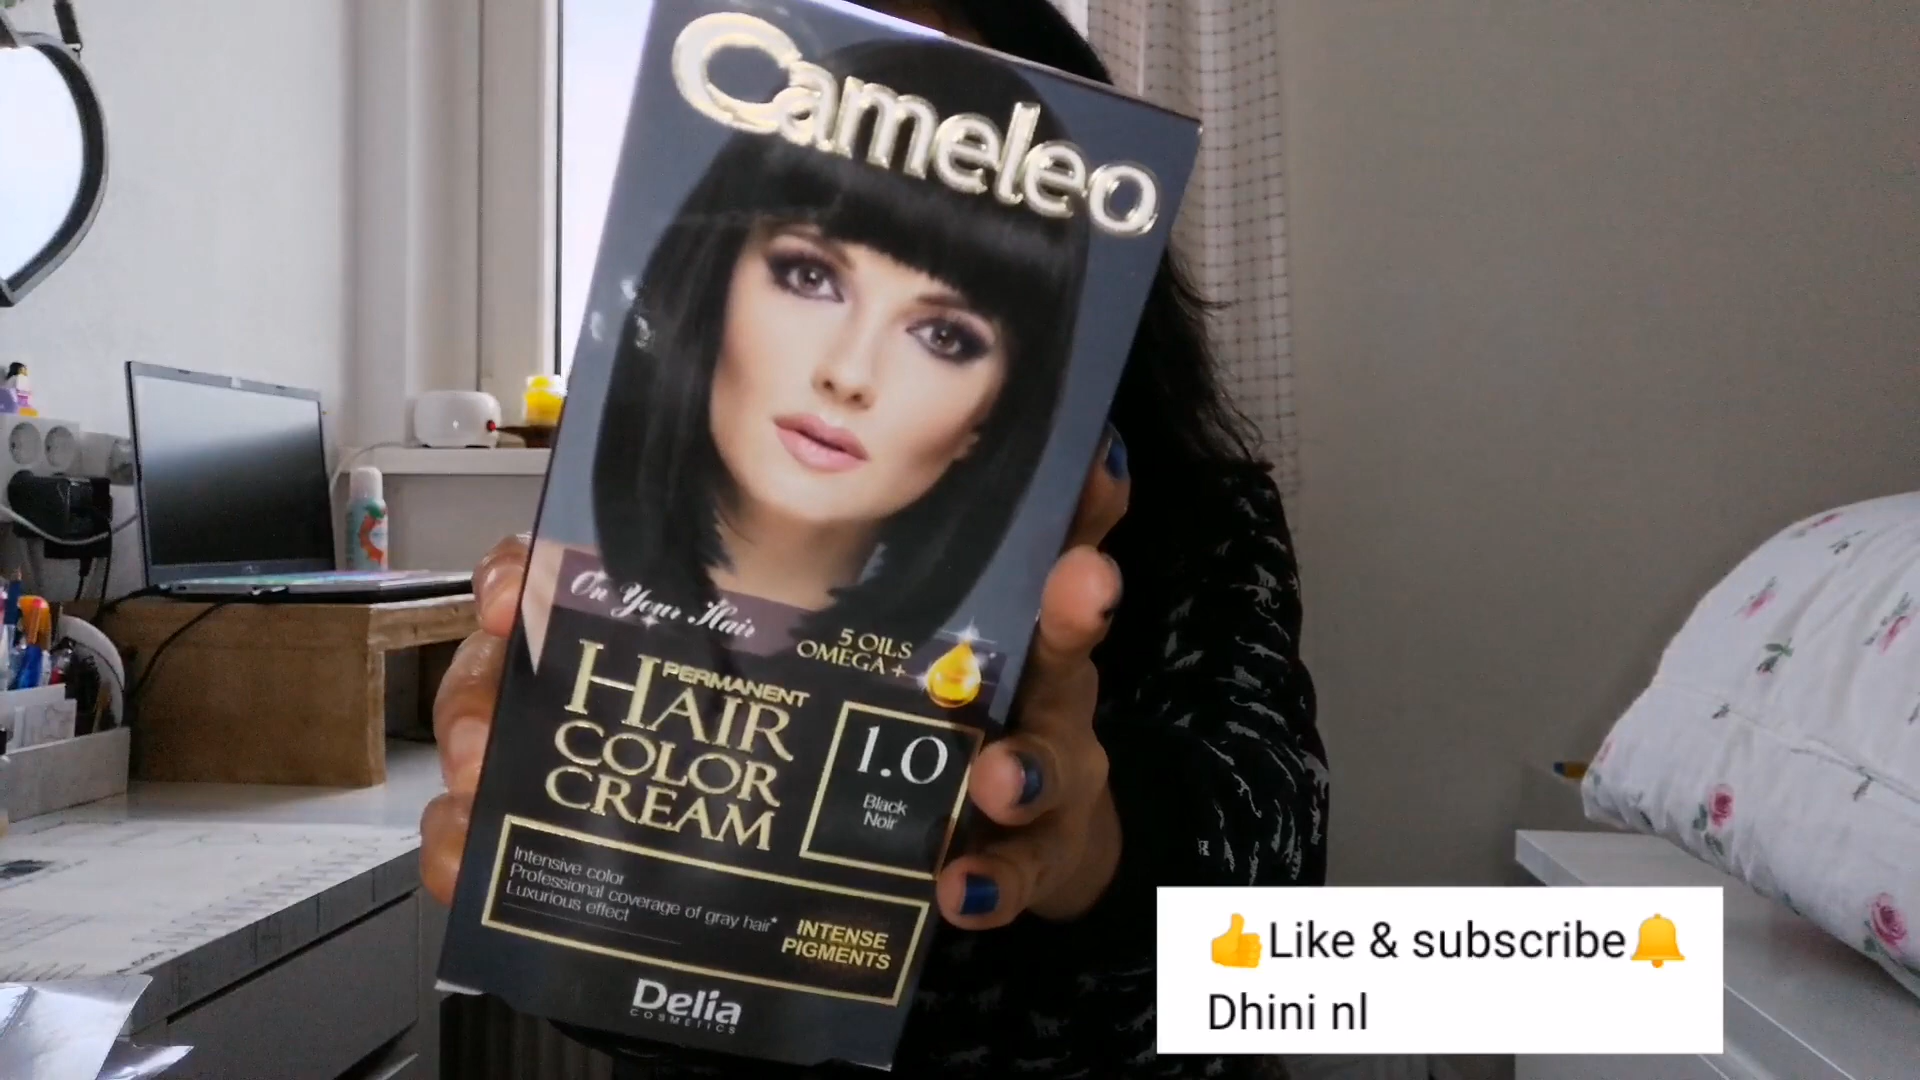 Cameleo
On Your Hair
5 OILS
OMEGA +
PERMANENT
HAIR
COLOR
CREAM
1.0
Black
Noir
Intensive color
Professional coverage of gray hair*
Luxurious effect
INTENSE
PIGMENTS
Delia
COSMETICS
👍Like & subscribe🔔
Dhini nl